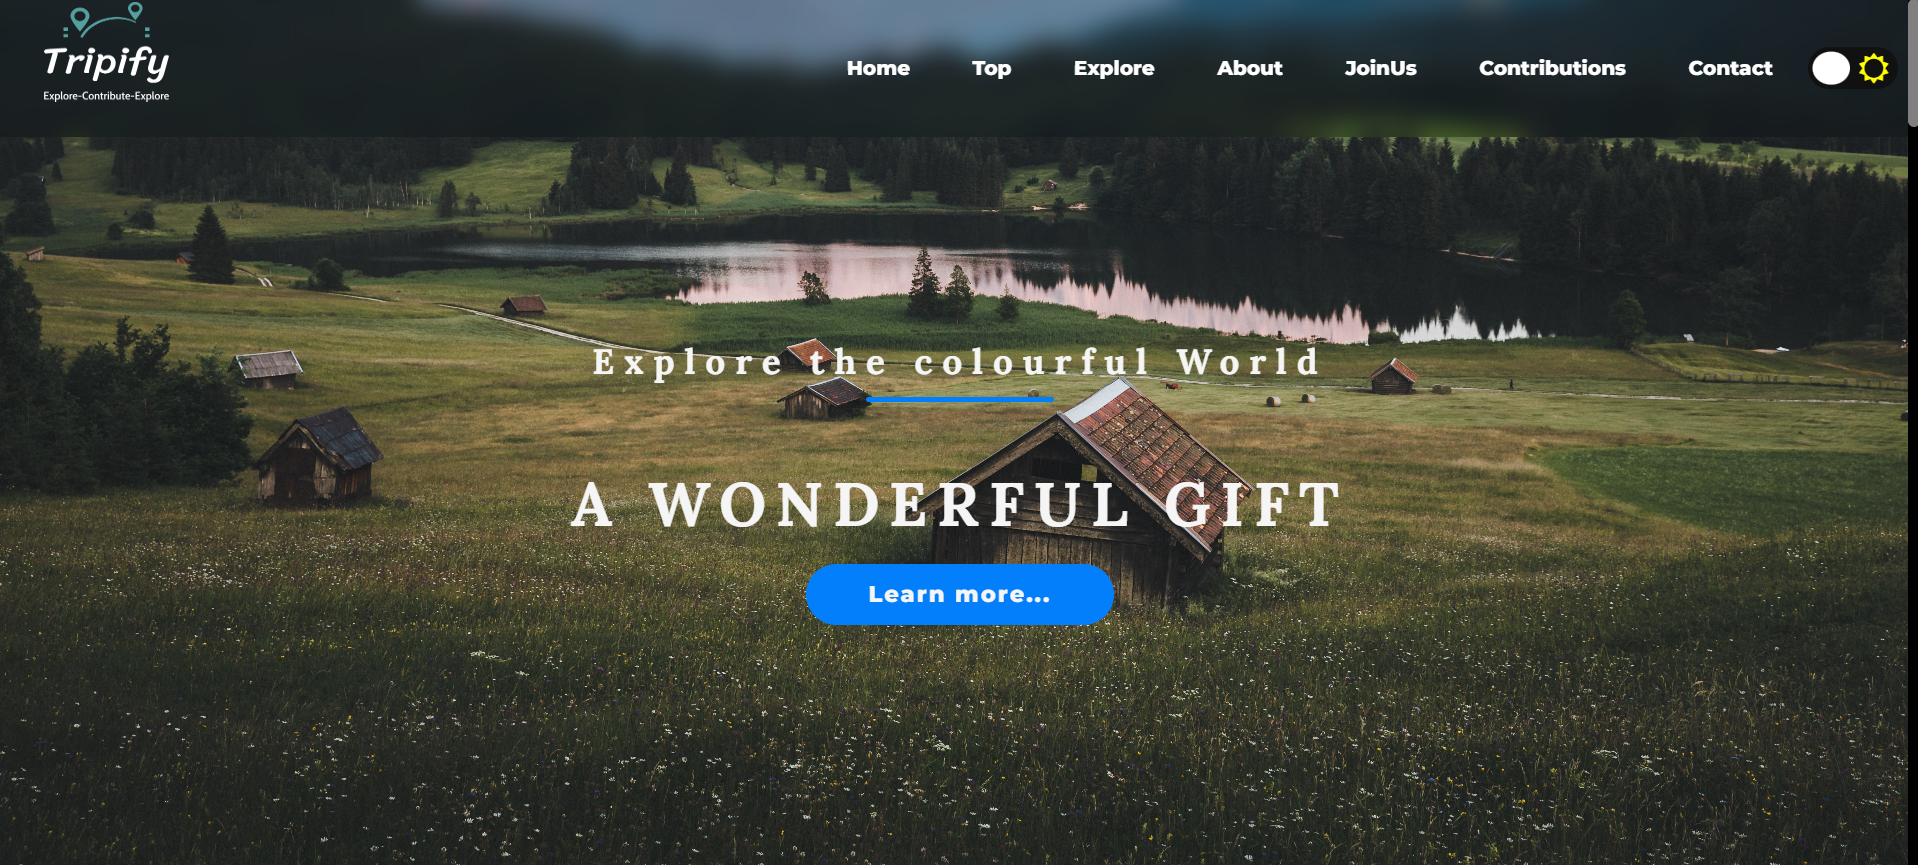 Tripify
Explore-Contribute-Explore
Home Top Explore About JoinUs Contributions Contact
Explore the colourful World
A WONDERFUL GIFT
Learn more...